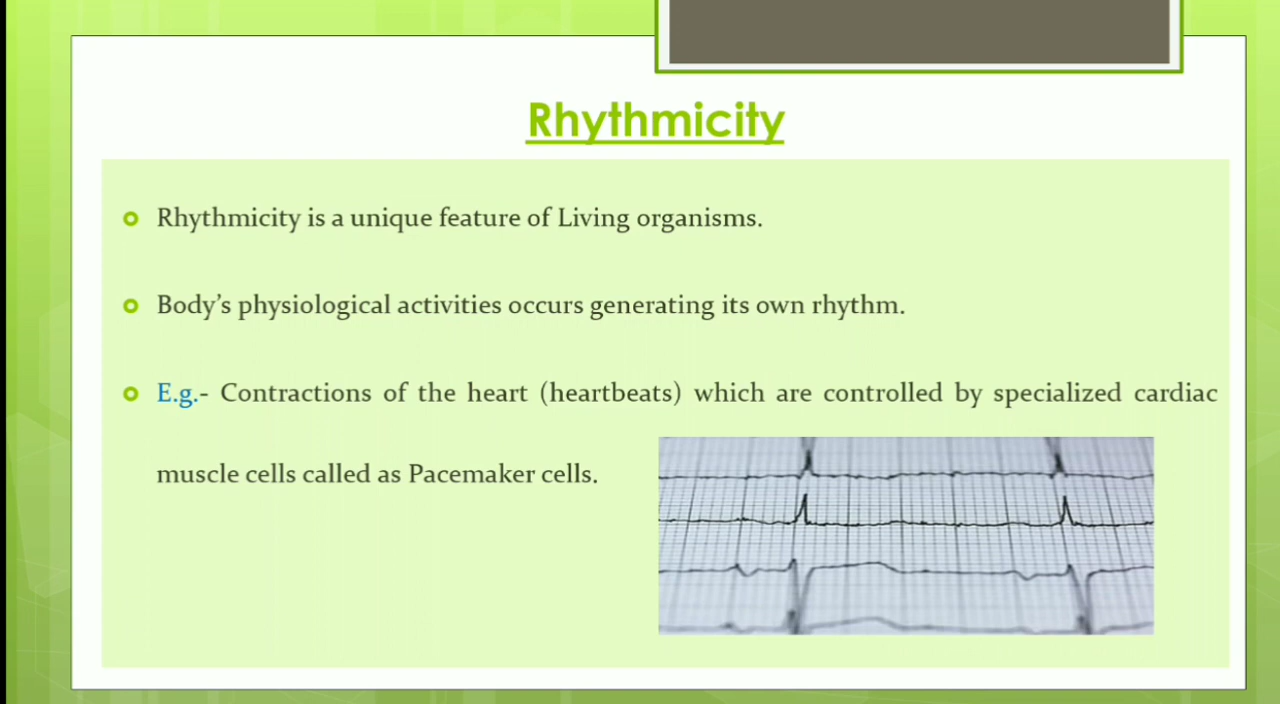 Rhythmicity
Rhythmicity is a unique feature of Living organisms.
Body’s physiological activities occurs generating its own rhythm.
E.g.- Contractions of the heart (heartbeats) which are controlled by specialized cardiac
muscle cells called as Pacemaker cells.